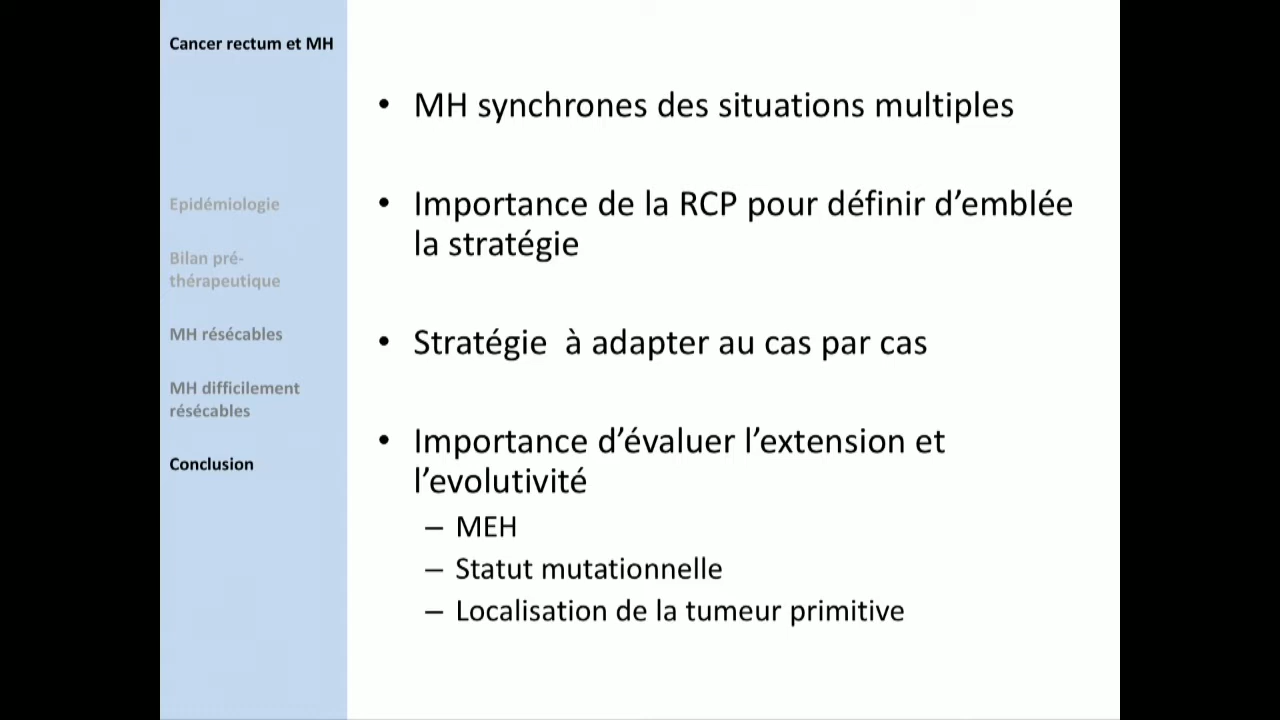 Cancer rectum et MH
Epidémiologie
Bilan pré-
thérapeutique
MH résécables
MH difficilement
résécables
Conclusion
• MH synchrones des situations multiples
• Importance de la RCP pour définir d’emblée
la stratégie
• Stratégie à adapter au cas par cas
• Importance d’évaluer l’extension et
l’evolutivité
– MEH
– Statut mutationnelle
– Localisation de la tumeur primitive